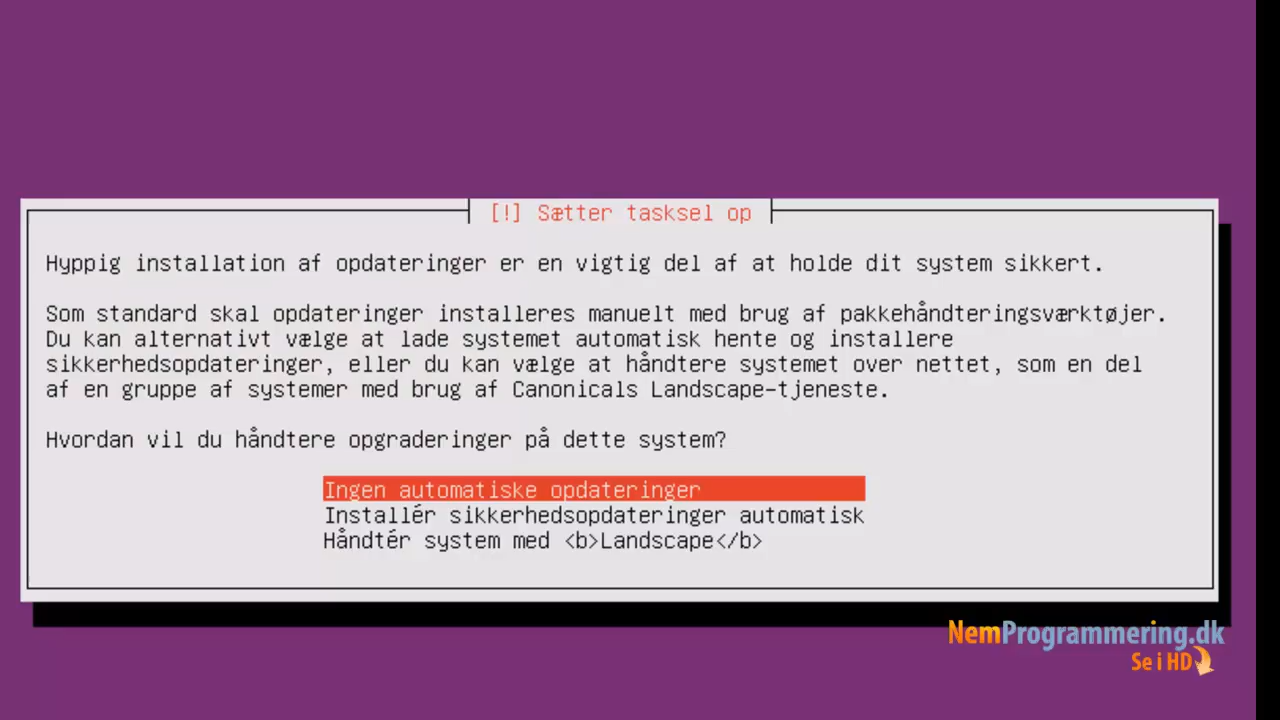 [!] Sætter tasksel op
Hyppig installation af opdateringer er en vigtig del af at holde dit system sikkert.
Som standard skal opdateringer installeres manuelt med brug af pakkehåndteringsværktøjer.
Du kan alternativt vælge at lade systemet automatisk hente og installere
sikkerhedsopdateringer, eller du kan vælge at håndtere systemet over nettet, som en del
af en gruppe af systemer med brug af Canonicals Landscape-tjeneste.
Hvordan vil du håndtere opgraderinger på dette system?
Ingen automatiske opdateringer
Installér sikkerhedsopdateringer automatisk
Håndtér system med <b>Landscape</b>
NemProgrammering.dk
Se i HD